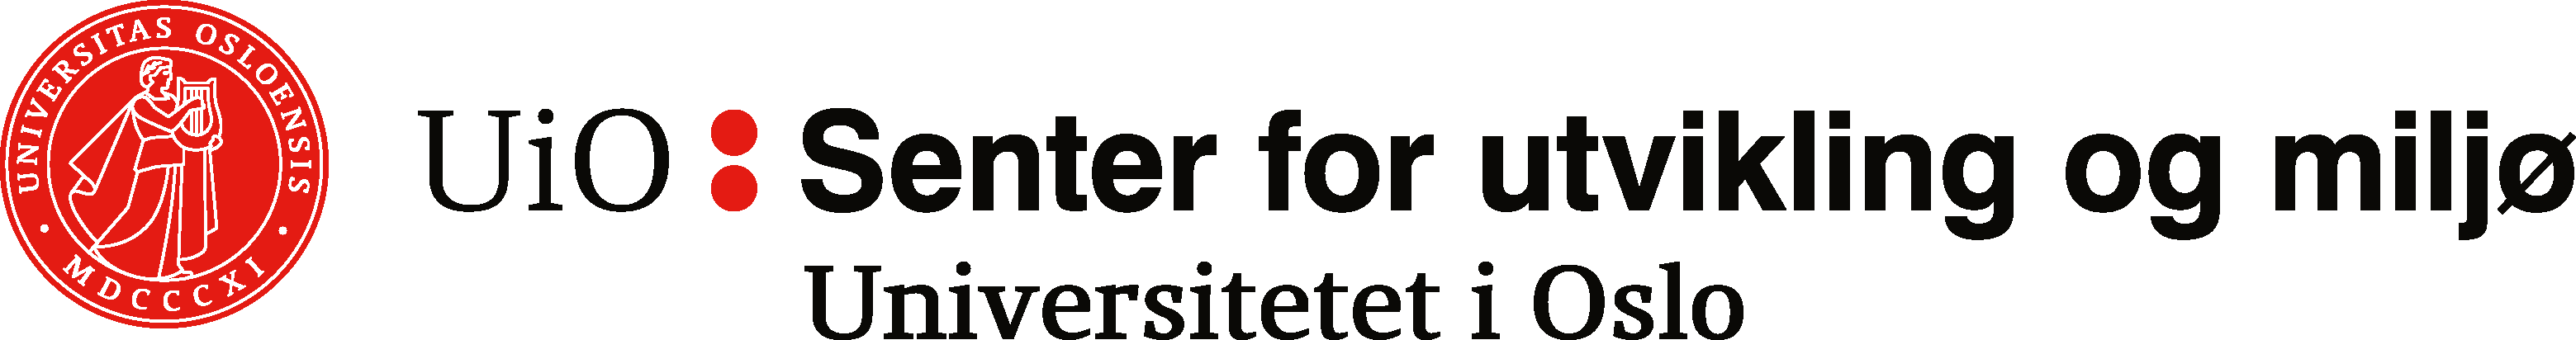 UNIVERSITAS OSLOENSIS
MDCCCXI
UiO : Senter for utvikling og miljø
Universitetet i Oslo